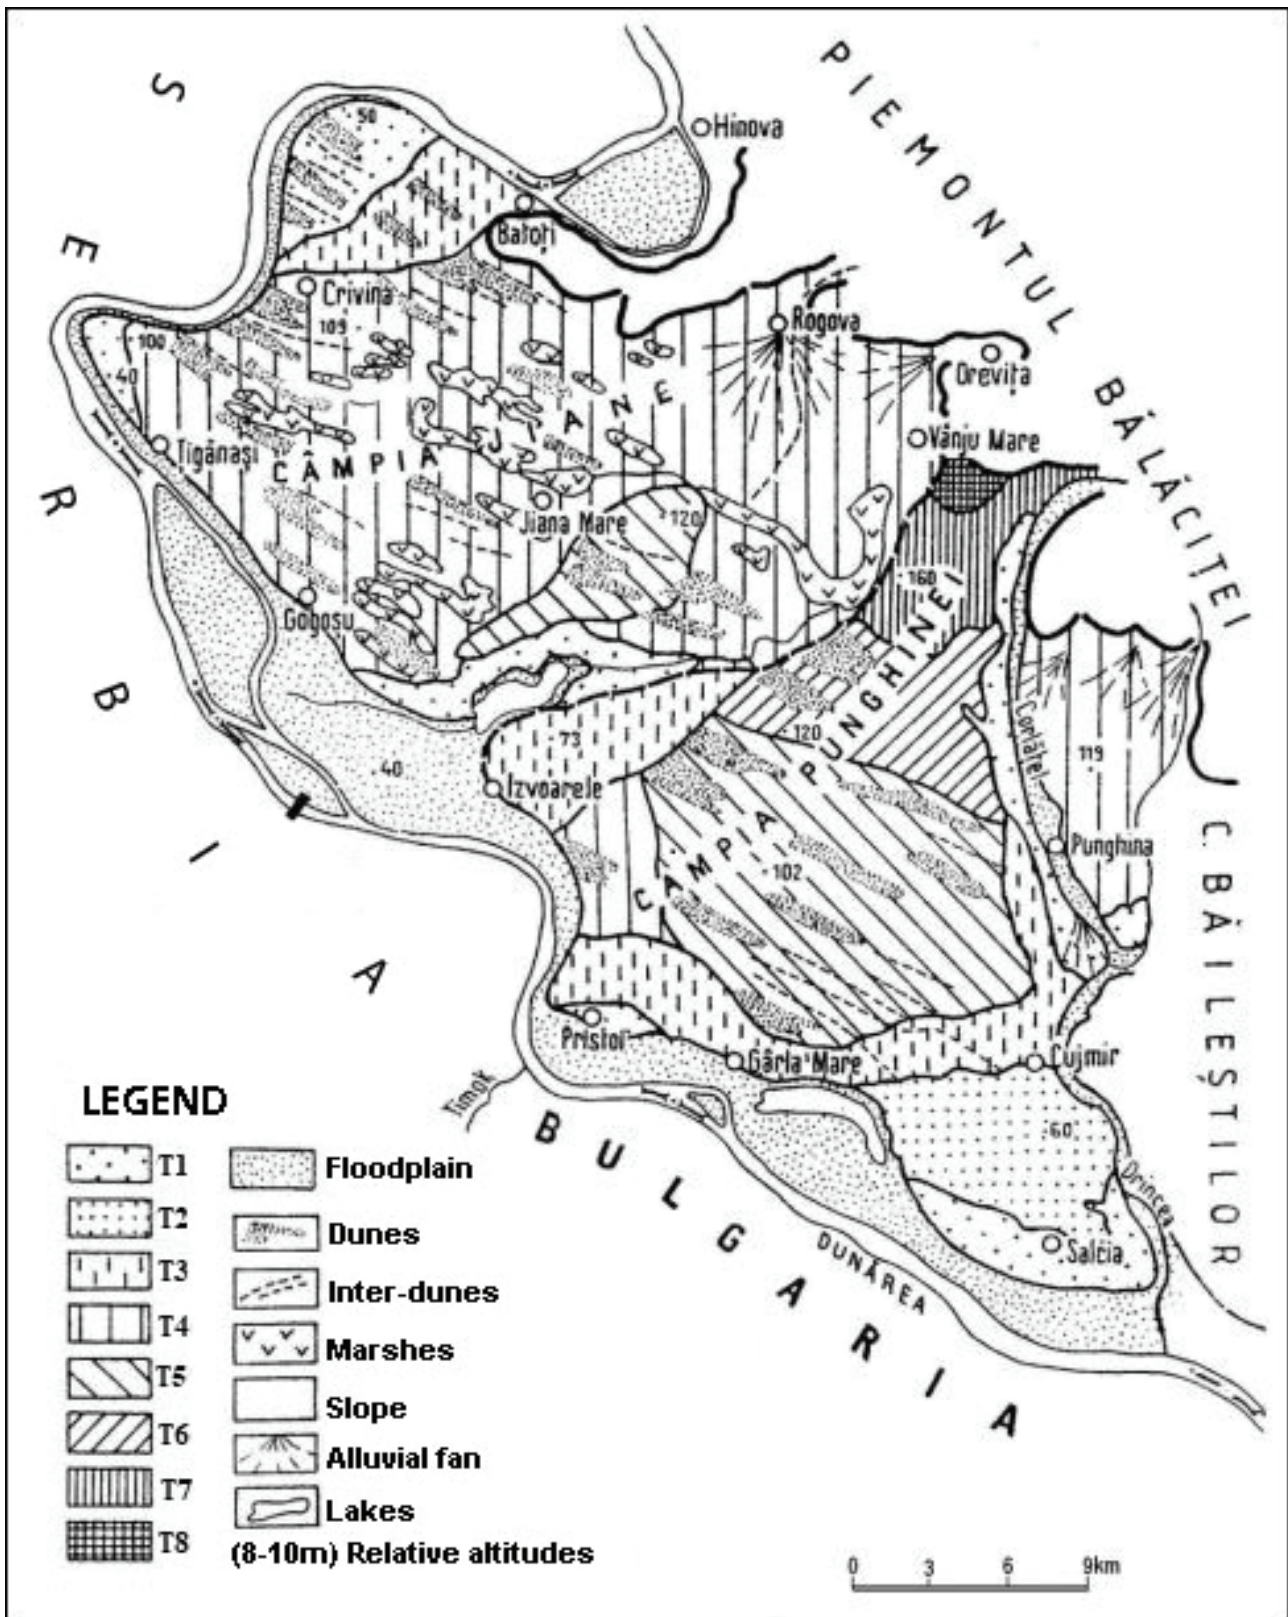 SERBIA
PIEMONTUL BĂLĂCIȚEI
Hinova
50
Batoți
Crivina
109
100
40
Rogova
Orevița
Vânju Mare
Țigănași
CÂMPIA JIANE
Jiana Mare
120
160
Gogoșu
CÂMPIA PUNGHINEI
120
73
40
Izvoarele
Corlățel
119
Punghina
102
C. BĂILEȘTILOR
Pristol
Gârla Mare
Cujmir
Timok
BULGARIA
60
Drincea
Salcia
DUNĂREA
LEGEND
T1
T2
T3
T4
T5
T6
T7
T8
Floodplain
Dunes
Inter-dunes
Marshes
Slope
Alluvial fan
Lakes
(8-10m) Relative altitudes
0 3 6 9km